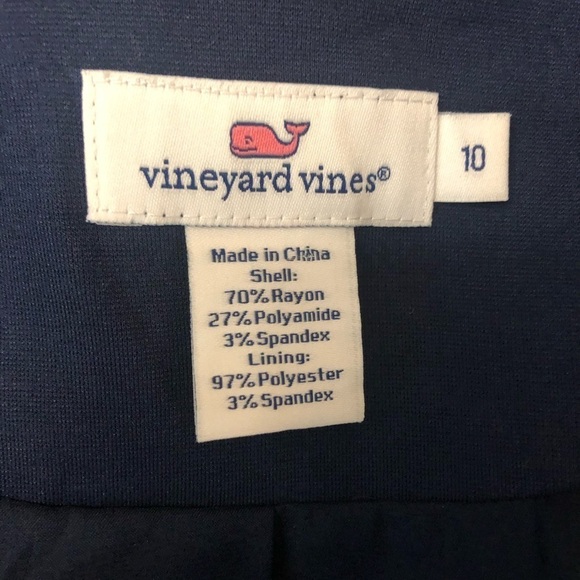 vineyard vines®
10
Made in China
Shell:
70%Rayon
27%Polyamide
3%Spandex
Lining:
97%Polyester
3%Spandex